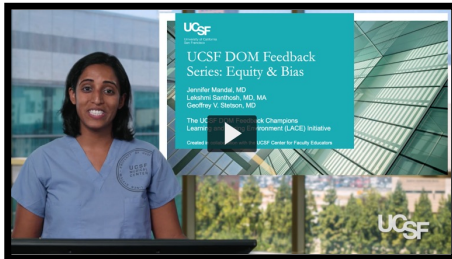 UCSF
University of California
San Francisco
UCSF DOM Feedback
Series: Equity & Bias
Jennifer Mandal, MD
Lekshmi Santhosh, MD, MA
Geoffrey V. Stetson, MD
The UCSF DOM Feedback Champions
Learning and Environment (LACE) Initiative
Created in with the UCSF Center for Faculty Educators
UCSF
UCSF